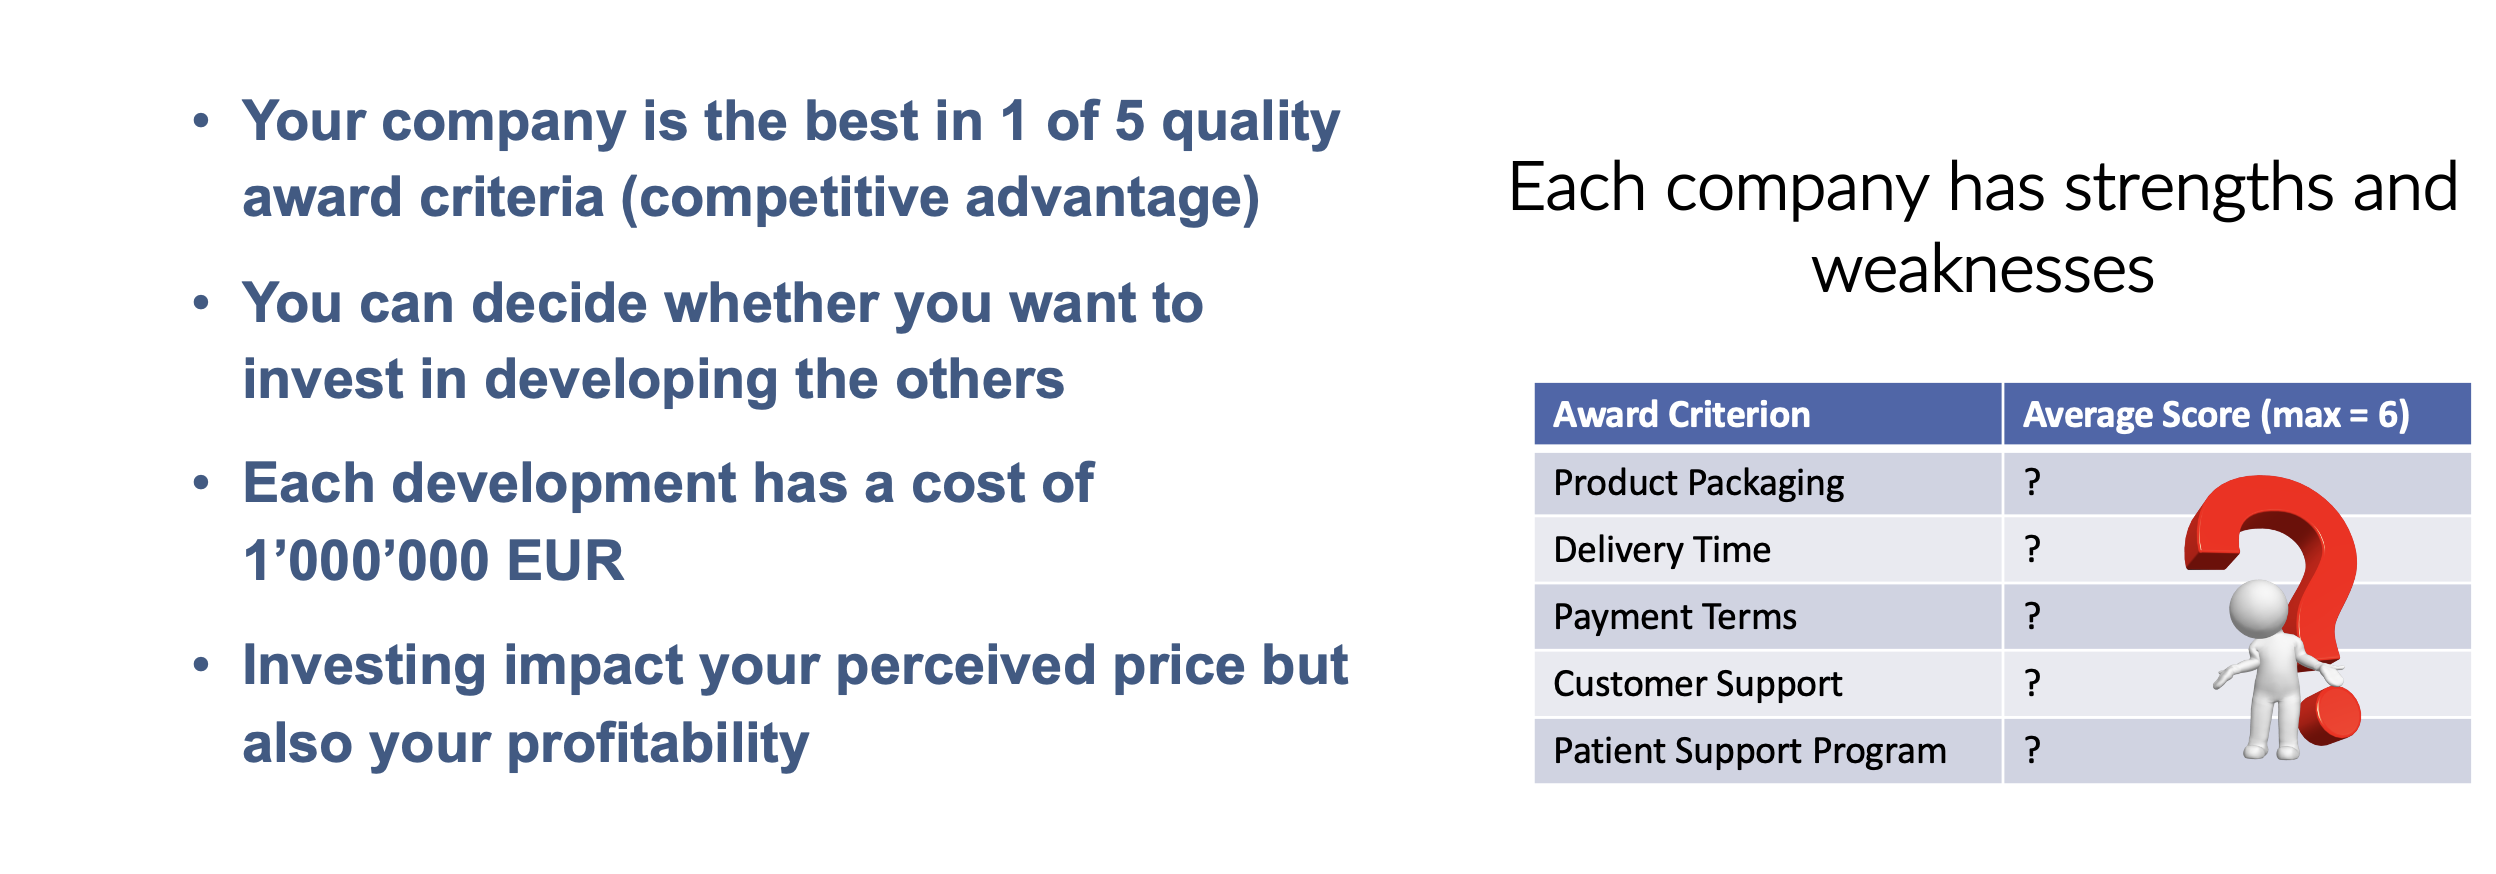 • Your company is the best in 1 of 5 quality
award criteria (competitive advantage)
• You can decide whether you want to
invest in developing the others
• Each development has a cost of
1’000’000 EUR
• Investing impact your perceived price but
also your profitability
Each company has strengths and
weaknesses
Award Criterion Average Score (max = 6)
Product Packaging ?
Delivery Time ?
Payment Terms ?
Customer Support ?
Patient Support Program ?